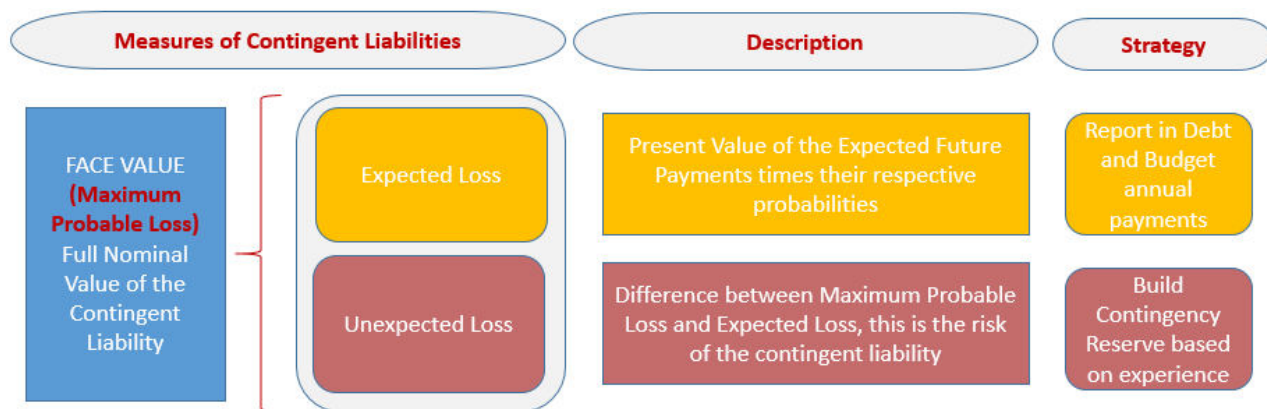 Measures of Contingent Liabilities
Description
Strategy
FACE VALUE
(Maximum
Probable Loss)
Full Nominal
Value of the
Contingent
Liability
Expected Loss
Present Value of the Expected Future
Payments times their respective
probabilities
Report in Debt
and Budget
annual
payments
Unexpected Loss
Difference between Maximum Probable
Loss and Expected Loss, this is the risk
of the contingent liability
Build
Contingency
Reserve based
on experience